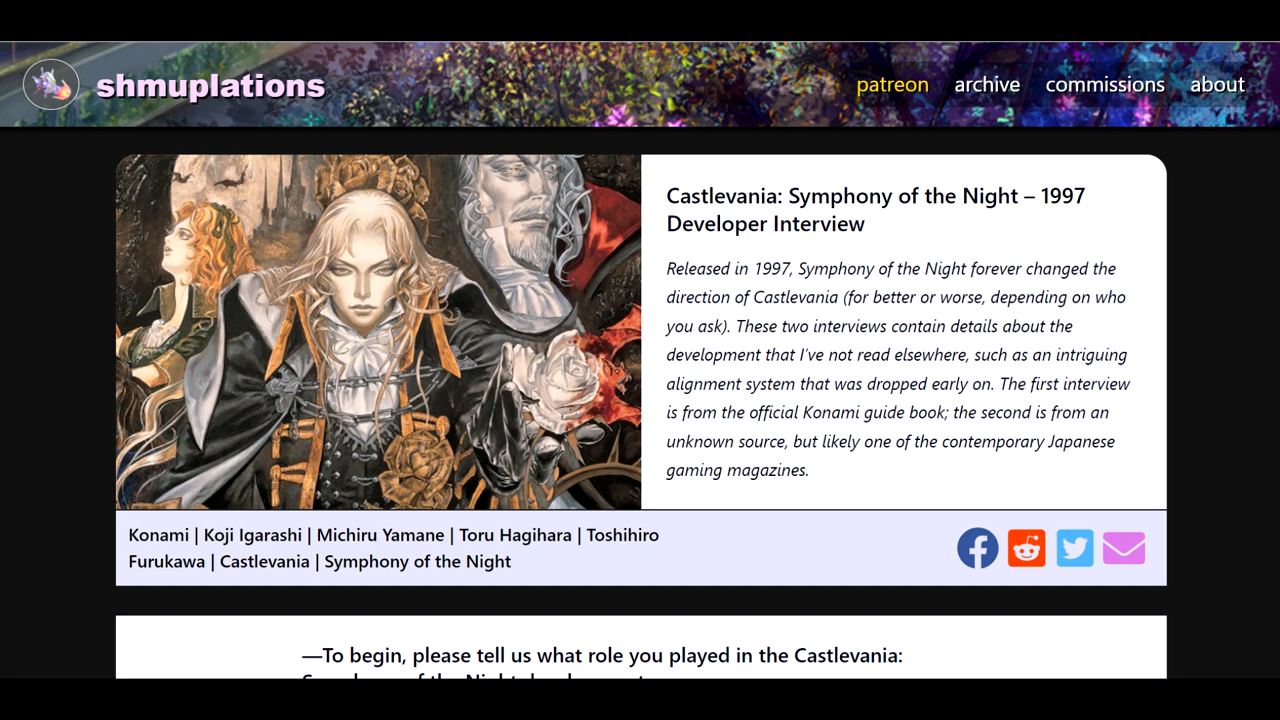 shmuplations
patreon archive commissions about
Castlevania: Symphony of the Night – 1997
Developer Interview
Released in 1997, Symphony of the Night forever changed the
direction of Castlevania (for better or worse, depending on who
you ask). These two interviews contain details about the
development that I've not read elsewhere, such as an intriguing
alignment system that was dropped early on. The first interview
is from the official Konami guide book; the second is from an
unknown source, but likely one of the contemporary Japanese
gaming magazines.
Konami | Koji Igarashi | Michiru Yamane | Toru Hagihara | Toshihiro
Furukawa | Castlevania | Symphony of the Night
—To begin, please tell us what role you played in the Castlevania: